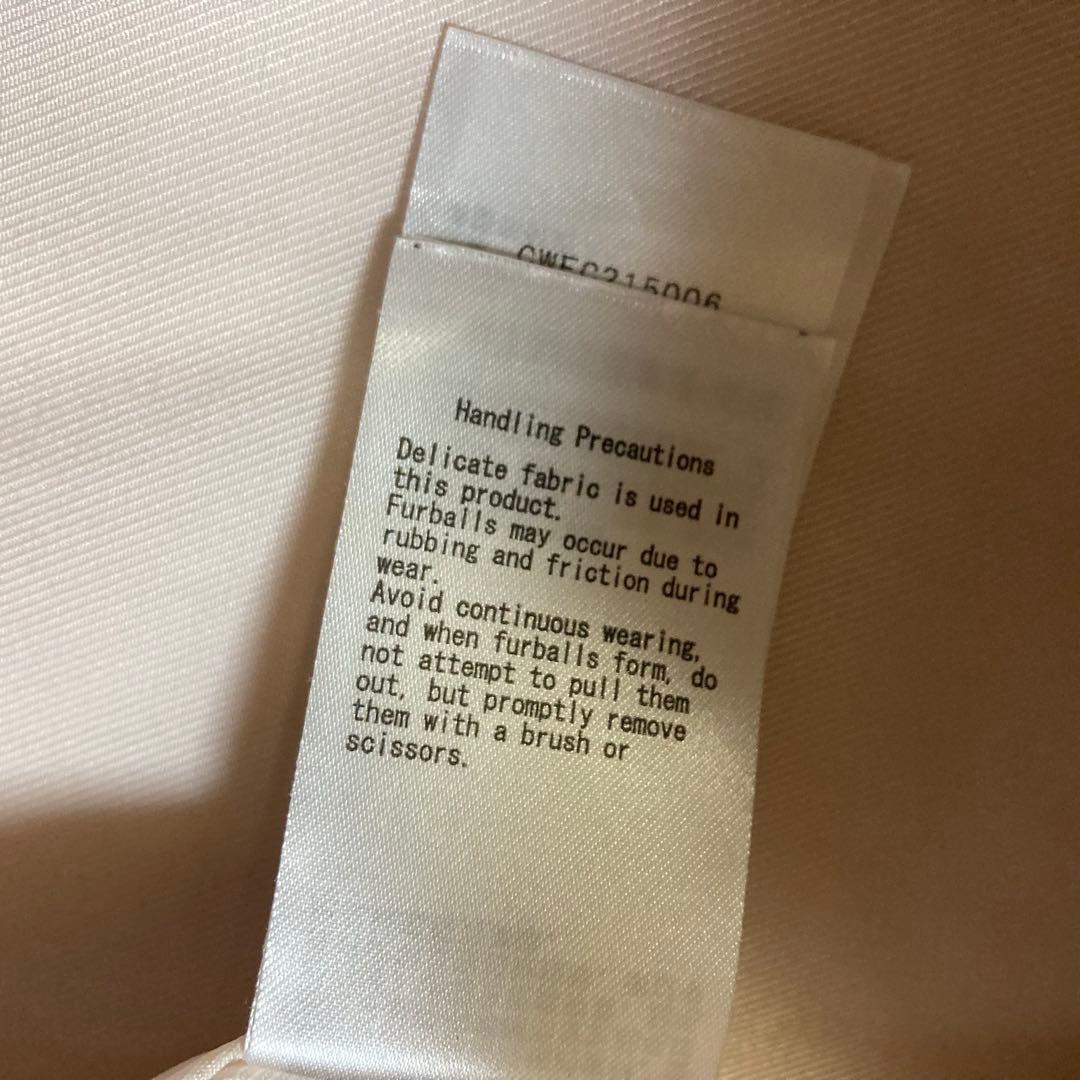 CWFC215006
Handling Precautions
Delicate fabric is used in
this product.
Furballs may occur due to
rubbing and friction during
wear.
Avoid continuous wearing,
and when furballs form, do
not attempt to pull them
out, but promptly remove
them with a brush or
scissors.